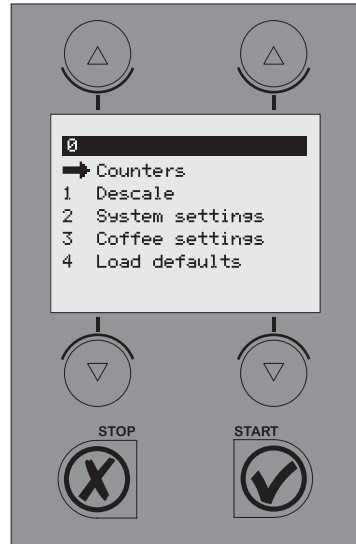 0
Counters
1 Descale
2 System settings
3 Coffee settings
4 Load defaults
STOP START